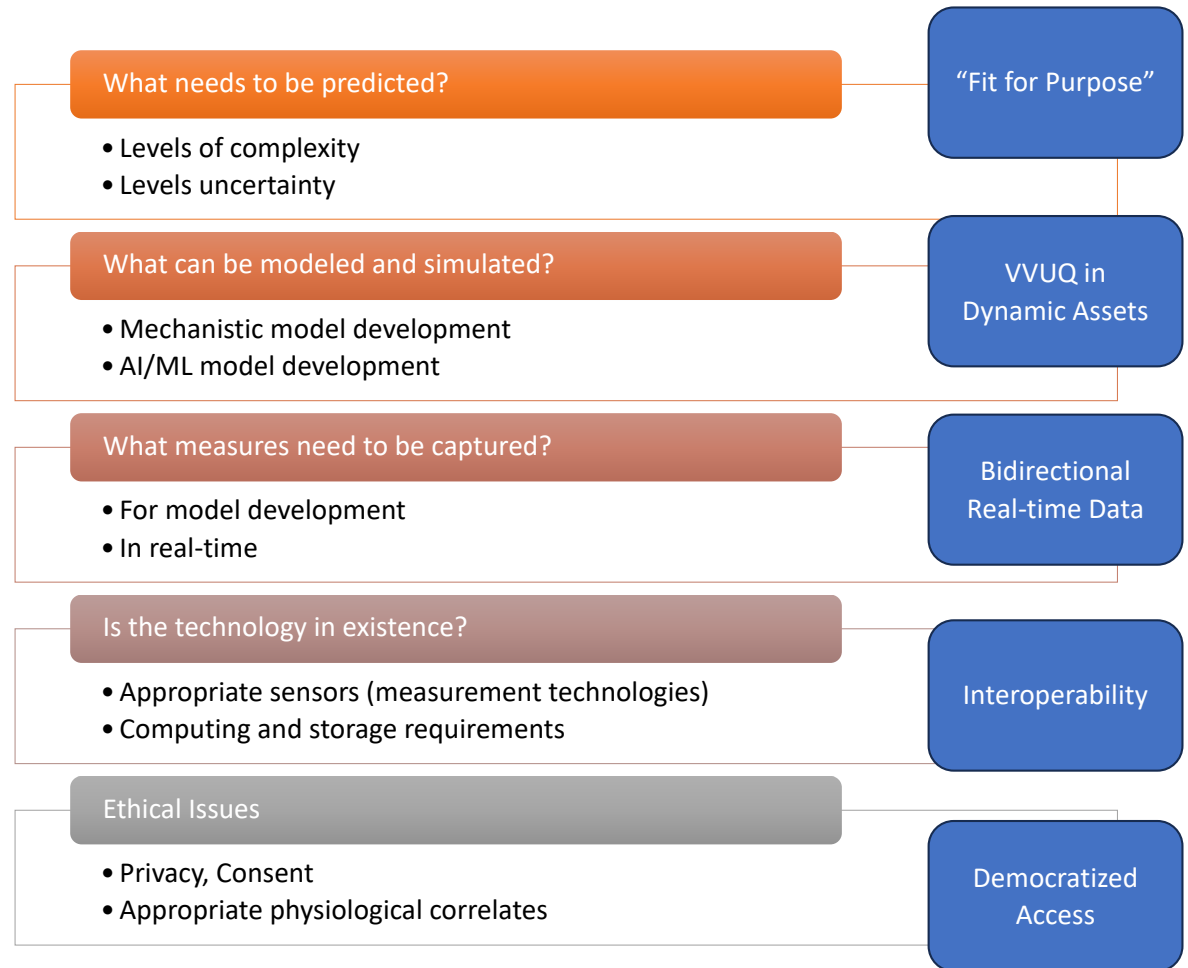 What needs to be predicted?
“Fit for Purpose”
• Levels of complexity
• Levels uncertainty
What can be modeled and simulated?
VVUQ in
Dynamic Assets
• Mechanistic model development
• AI/ML model development
What measures need to be captured?
Bidirectional
Real-time Data
• For model development
• In real-time
Is the technology in existence?
Interoperability
• Appropriate sensors (measurement technologies)
• Computing and storage requirements
Ethical Issues
Democratized
Access
• Privacy, Consent
• Appropriate physiological correlates